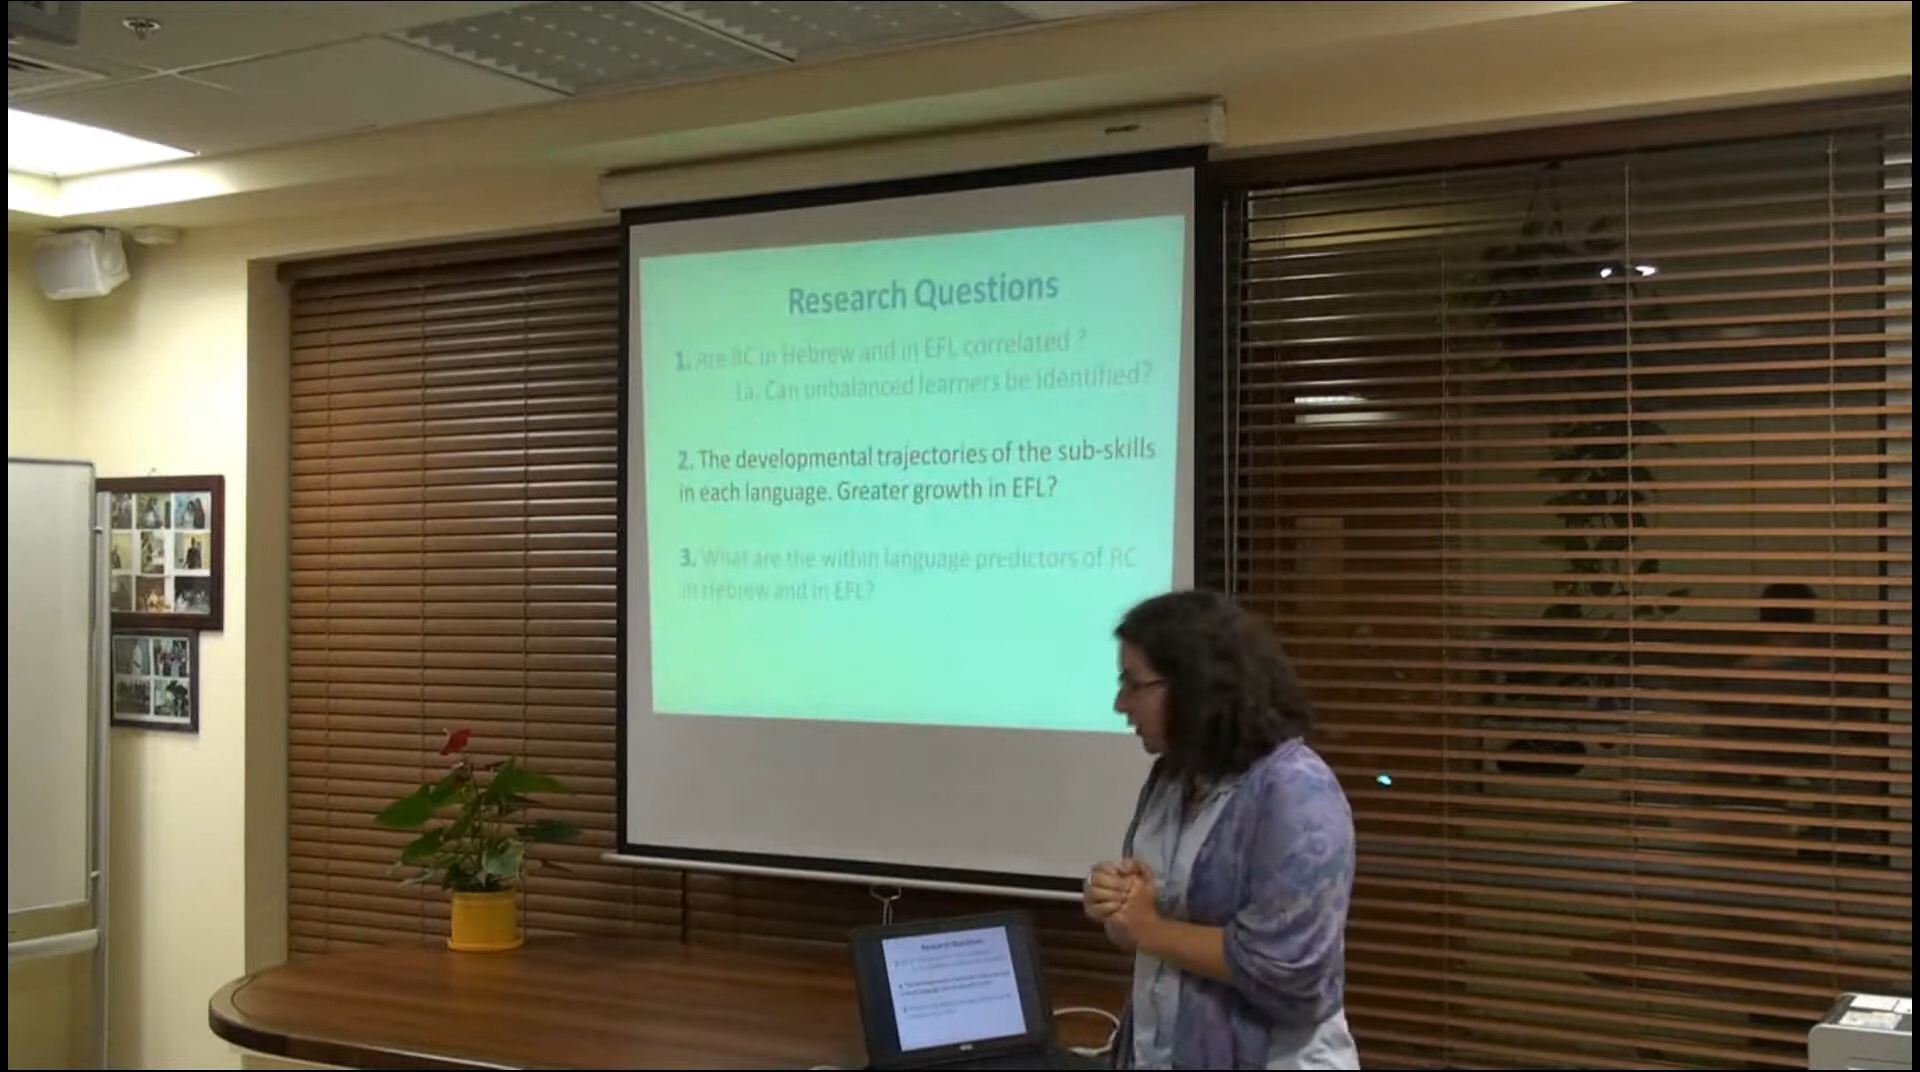 Research Questions
1. Are RC in Hebrew and in EFL correlated ?
1a. Can unbalanced learners be identified?
2. The developmental trajectories of the sub-skills
in each language. Greater growth in EFL?
3. What are the within language predictors of RC
in Hebrew and in EFL?
Research Questions